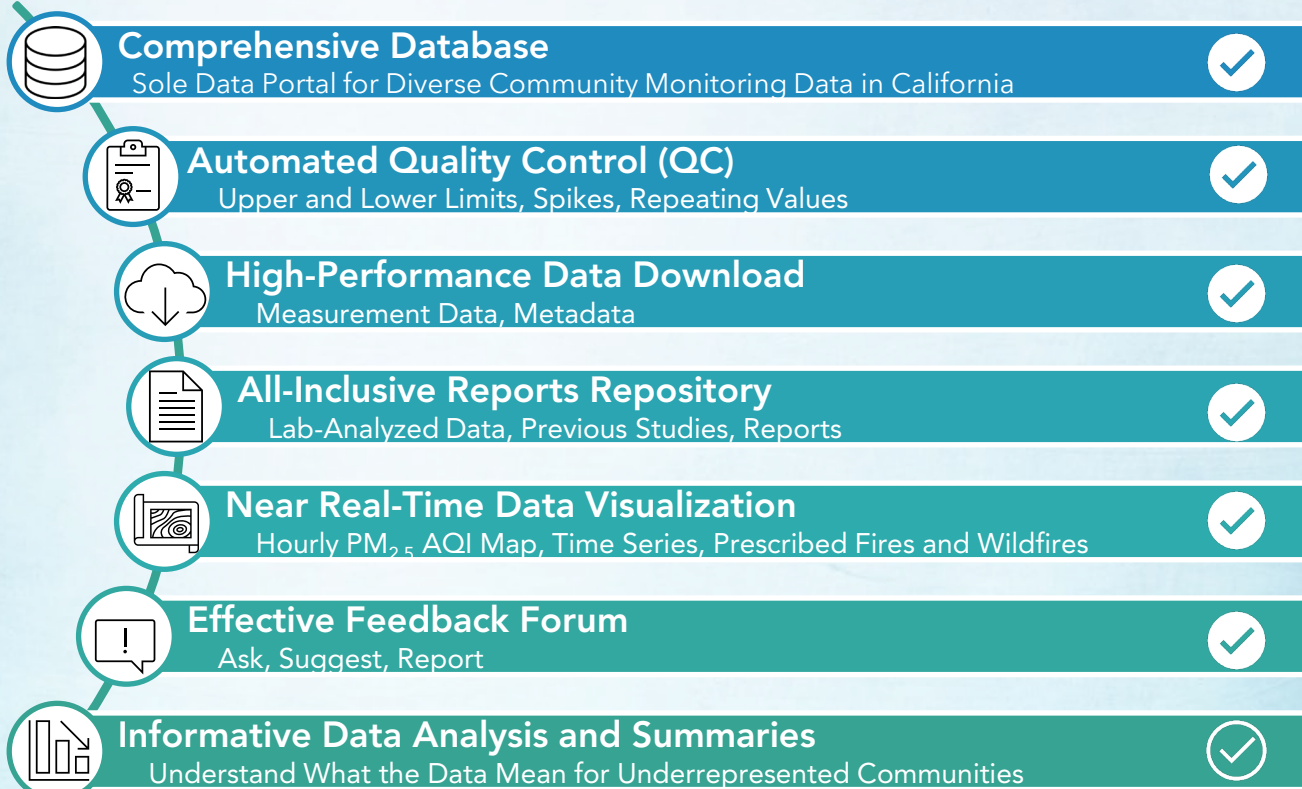 Comprehensive Database
Sole Data Portal for Diverse Community Monitoring Data in California
Automated Quality Control (QC)
Upper and Lower Limits, Spikes, Repeating Values
High-Performance Data Download
Measurement Data, Metadata
All-Inclusive Reports Repository
Lab-Analyzed Data, Previous Studies, Reports
Near Real-Time Data Visualization
Hourly PM₂.₅ AQI Map, Time Series, Prescribed Fires and Wildfires
Effective Feedback Forum
!
Ask, Suggest, Report
Informative Data Analysis and Summaries
Understand What the Data Mean for Underrepresented Communities